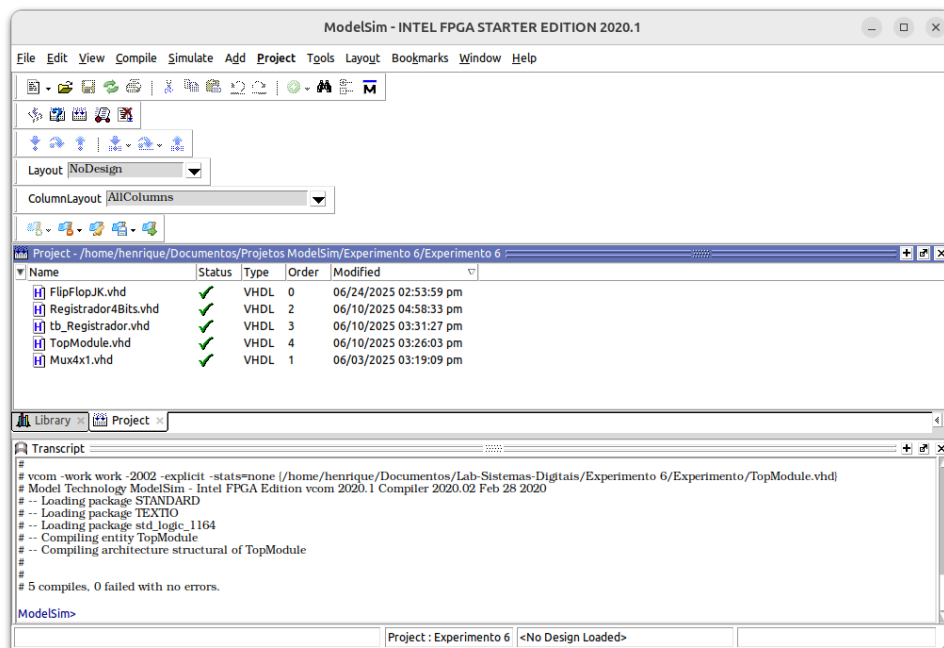 ModelSim - INTEL FPGA STARTER EDITION 2020.1
File Edit View Compile Simulate Add Project Tools Layout Bookmarks Window Help
Layout NoDesign
ColumnLayout AllColumns
Project - /home/henrique/Documentos/Projetos ModelSim/Experimento 6/Experimento 6
Name Status Type Order Modified
FlipFlopJK.vhd VHDL 0 06/24/2025 02:53:59 pm
Registrador4Bits.vhd VHDL 2 06/10/2025 04:58:33 pm
tb_Registrador.vhd VHDL 3 06/10/2025 03:31:27 pm
TopModule.vhd VHDL 4 06/10/2025 03:26:03 pm
Mux4x1.vhd VHDL 1 06/03/2025 03:19:09 pm
Library Project
Transcript
#
# vcom -work work -2002 -explicit -stats=none {/home/henrique/Documents/Lab-Sistemas-Digitais/Experimento 6/Experimento/TopModule.vhd}
# Model Technology ModelSim - Intel FPGA Edition vcom 2020.1 Compiler 2020.02 Feb 28 2020
# -- Loading package STANDARD
# -- Loading package TEXTIO
# -- Loading package std_logic_1164
# -- Compiling entity TopModule
# -- Compiling architecture structural of TopModule
#
#
# 5 compiles, 0 failed with no errors.
ModelSim>
Project : Experimento 6 <No Design Loaded>